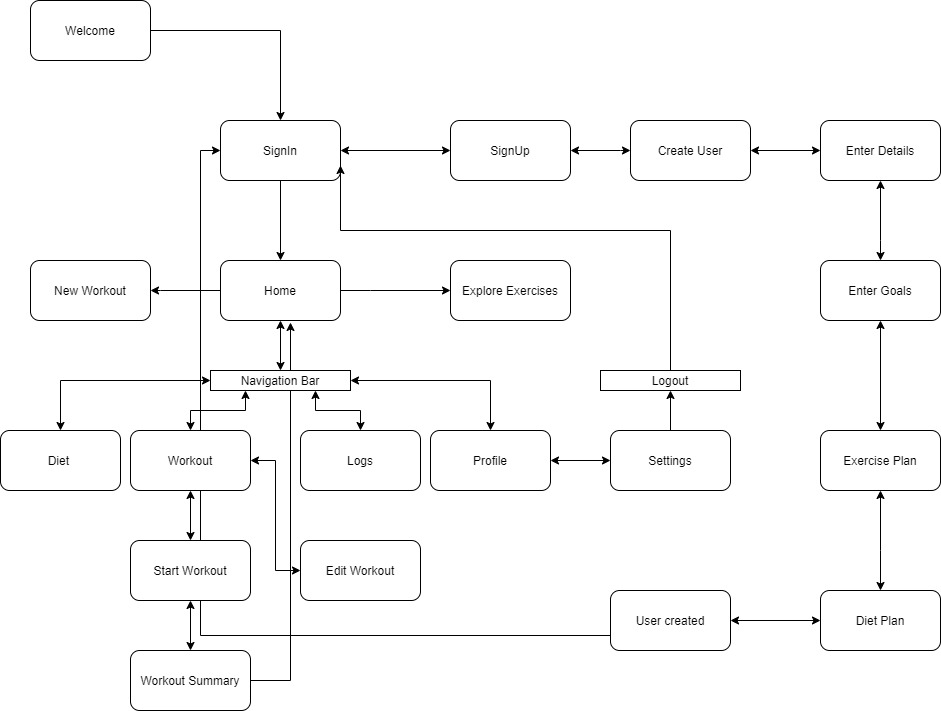 Welcome
SignIn
SignUp
Create User
Enter Details
New Workout
Home
Explore Exercises
Enter Goals
Navigation Bar
Logout
Diet
Workout
Logs
Profile
Settings
Exercise Plan
Start Workout
Edit Workout
User created
Diet Plan
Workout Summary